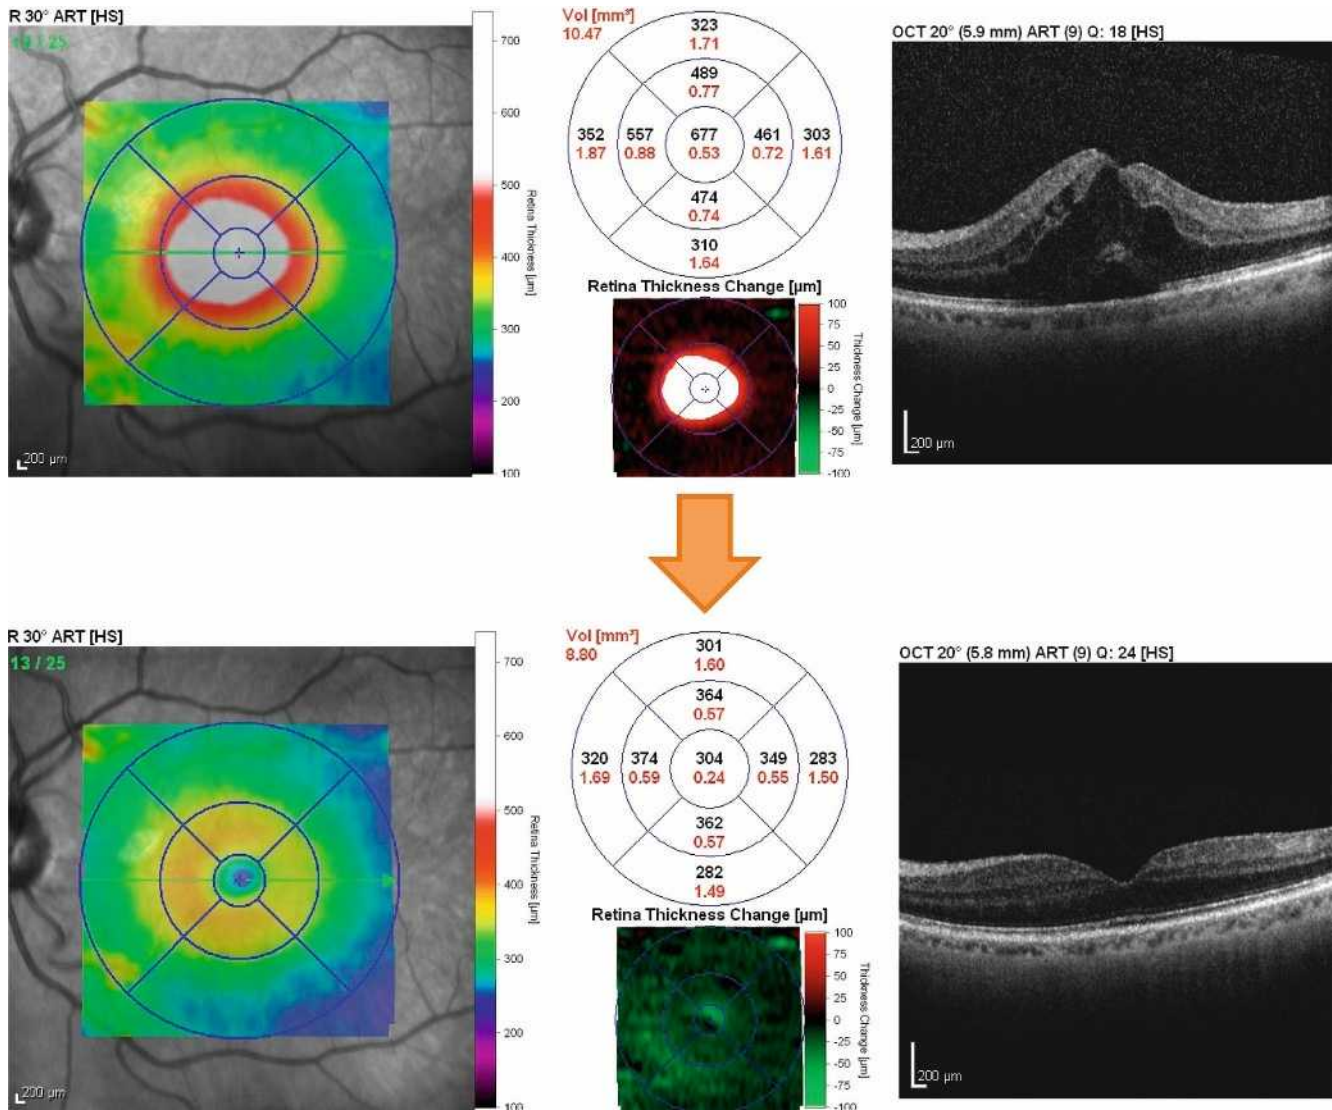 R 30° ART [HS]
19 / 25
700
600
500
400
300
200
100
Retina Thickness [µm]
200 µm
Vol [mm³]
10.47
323
1.71
489
0.77
352 557 677 461 303
1.87 0.88 0.53 0.72 1.61
474
0.74
310
1.64
Retina Thickness Change [µm]
100
75
50
25
0
-25
-50
-75
-100
Thickness Change [µm]
OCT 20° (5.9 mm) ART (9) Q: 18 [HS]
200 µm
R 30° ART [HS]
13 / 25
700
600
500
400
300
200
100
Retina Thickness [µm]
200 µm
Vol [mm³]
8.80
301
1.60
364
0.57
320 374 304 349 283
1.69 0.59 0.24 0.55 1.50
362
0.57
282
1.49
Retina Thickness Change [µm]
100
75
50
25
0
-25
-50
-75
-100
Thickness Change [µm]
OCT 20° (5.8 mm) ART (9) Q: 24 [HS]
200 µm